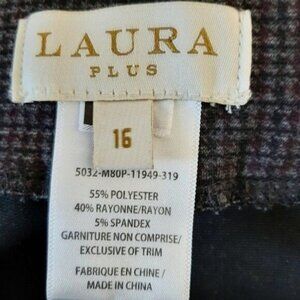 LAURA
PLUS
16
5032-M80P-11949-319
55% POLYESTER
40% RAYONNE/RAYON
5% SPANDEX
GARNITURE NON COMPRISE/
EXCLUSIVE OF TRIM
FABRIQUE EN CHINE/
MADE IN CHINA